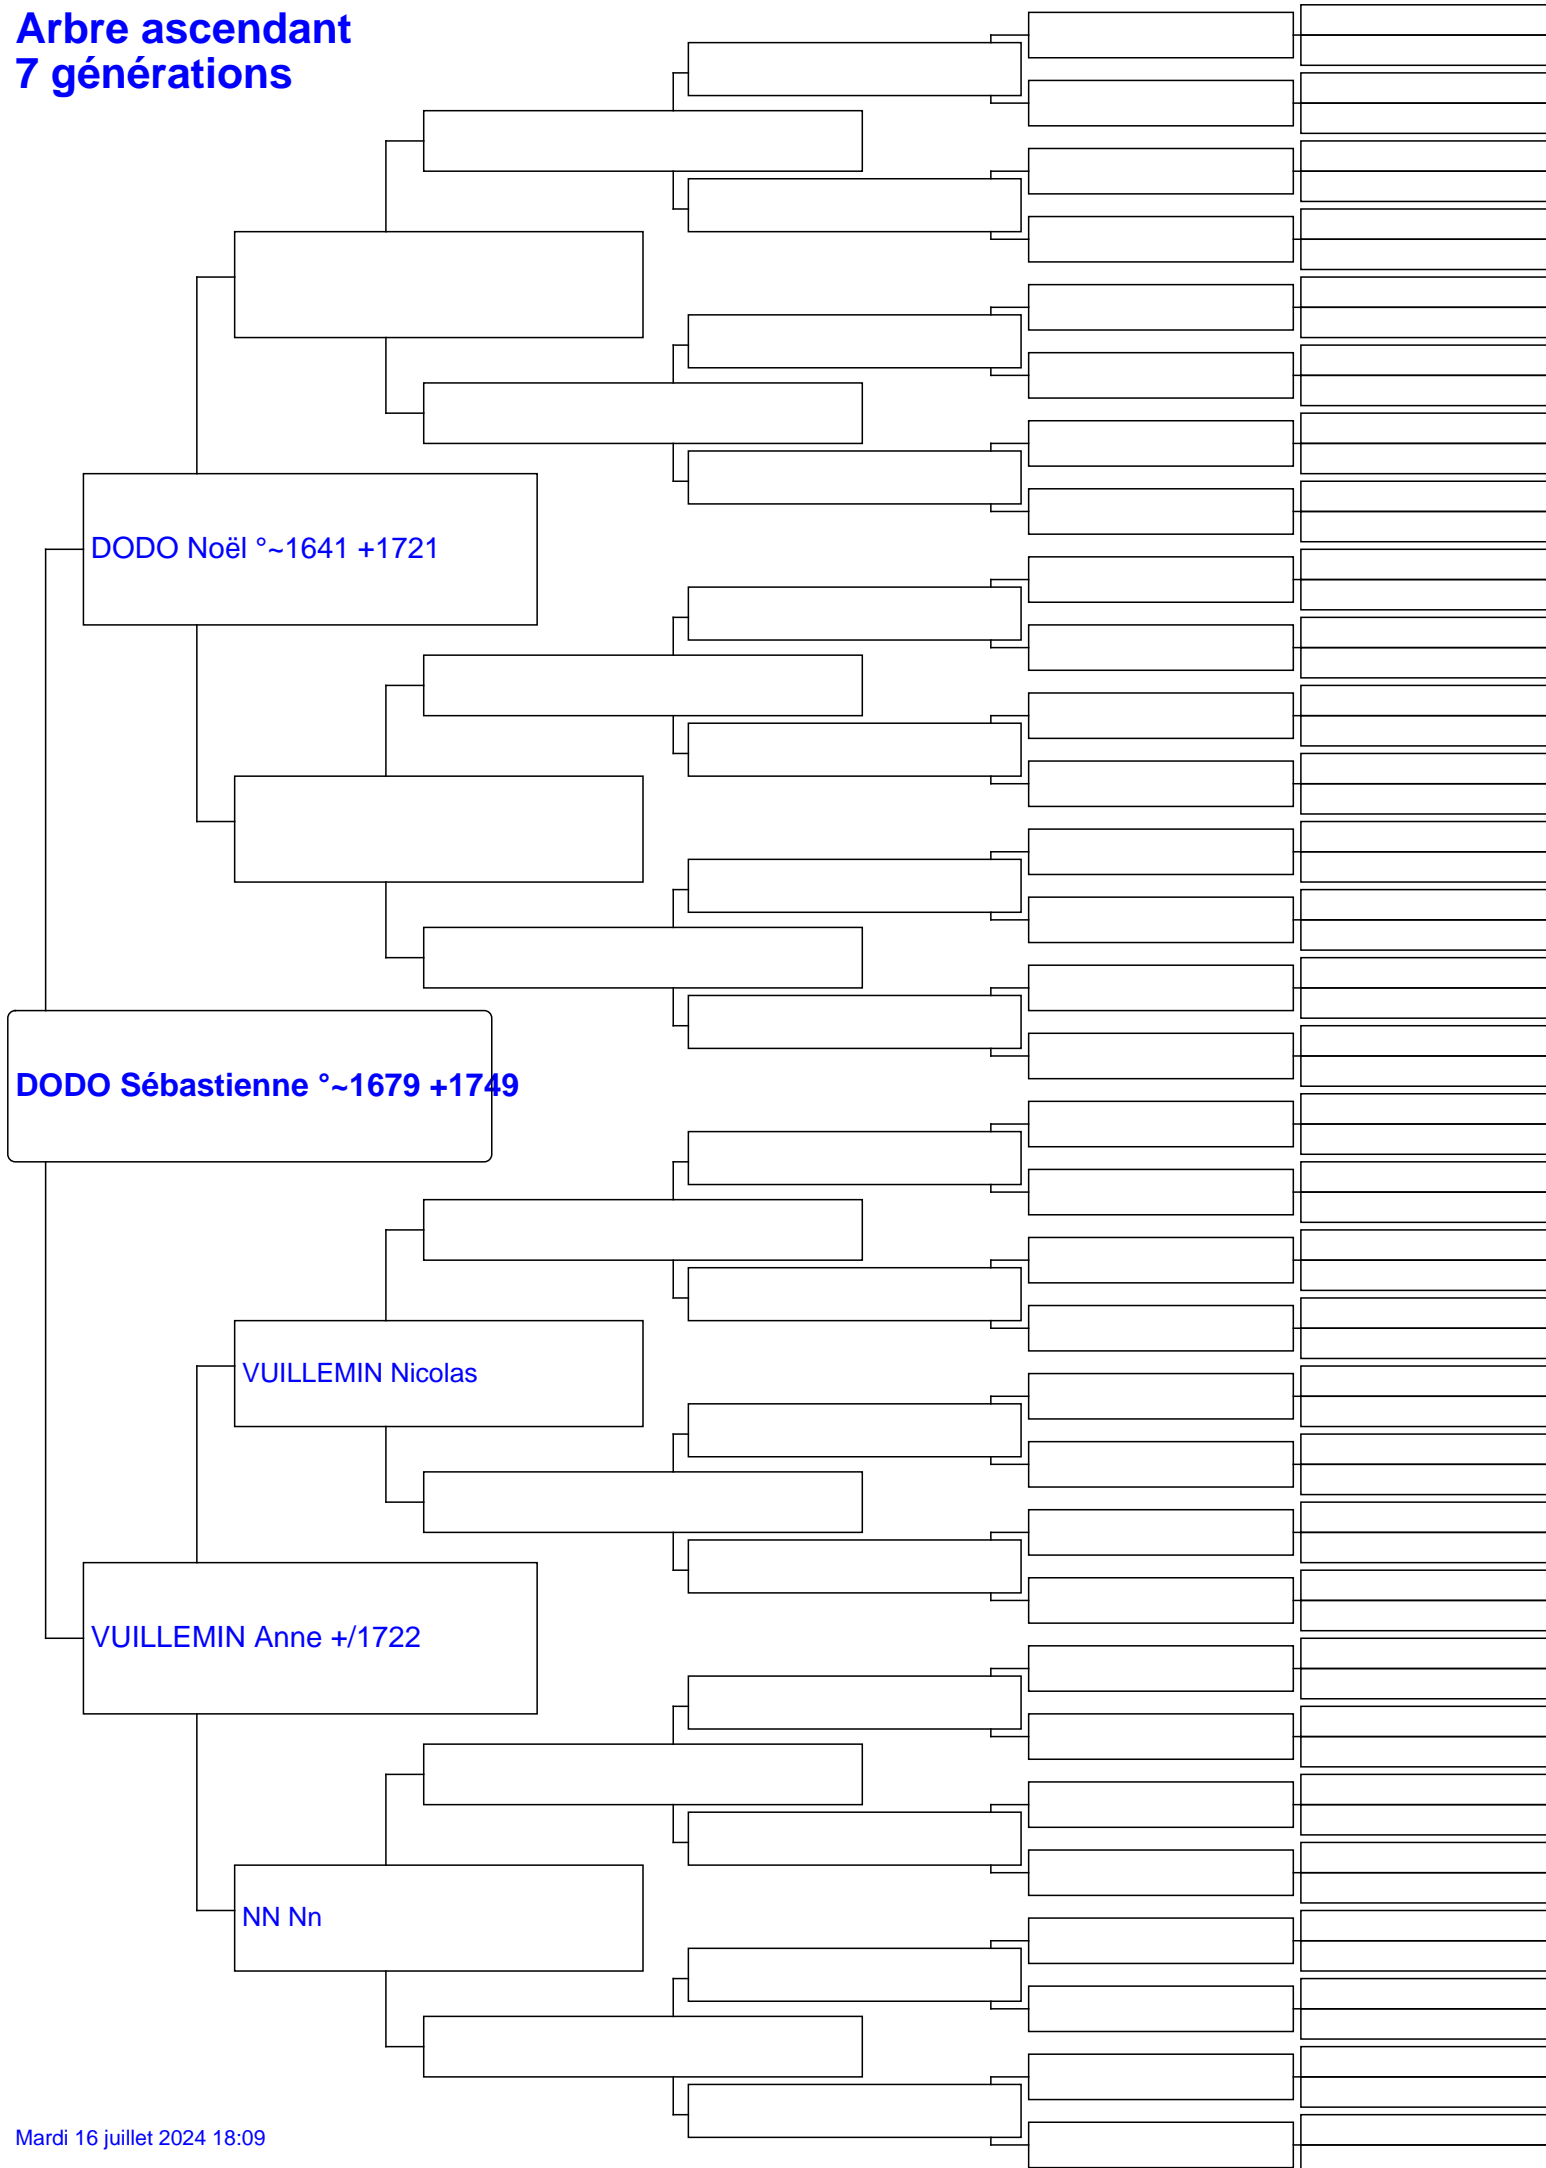 Arbre ascendant
7 générations
DODO Noël °~1641 +1721
DODO Sébastienne °~1679 +1749
VUILLEMIN Nicolas
VUILLEMIN Anne +/1722
NN Nn
Mardi 16 juillet 2024 18:09